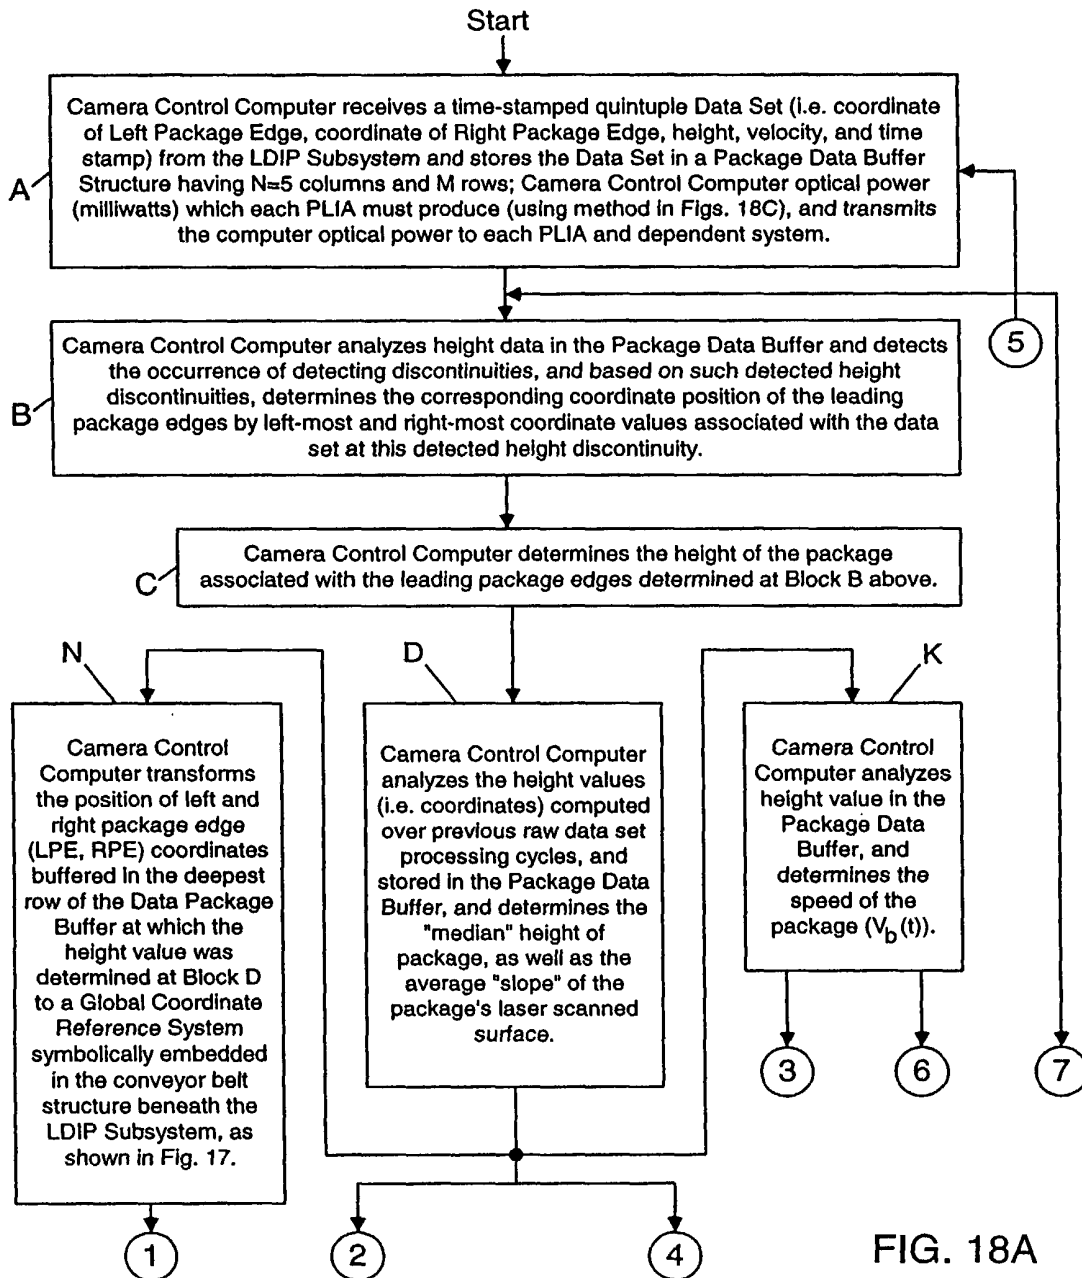 Start
A
Camera Control Computer receives a time-stamped quintuple Data Set (i.e. coordinate
of Left Package Edge, coordinate of Right Package Edge, height, velocity, and time
stamp) from the LDIP Subsystem and stores the Data Set in a Package Data Buffer
Structure having N=5 columns and M rows; Camera Control Computer optical power
(milliwatts) which each PLIA must produce (using method in Figs. 18C), and transmits
the computer optical power to each PLIA and dependent system.
5
B
Camera Control Computer analyzes height data in the Package Data Buffer and detects
the occurrence of detecting discontinuities, and based on such detected height
discontinuities, determines the corresponding coordinate position of the leading
package edges by left-most and right-most coordinate values associated with the data
set at this detected height discontinuity.
C
Camera Control Computer determines the height of the package
associated with the leading package edges determined at Block B above.
N
Camera Control
Computer transforms
the position of left and
right package edge
(LPE, RPE) coordinates
buffered in the deepest
row of the Data Package
Buffer at which the
height value was
determined at Block D
to a Global Coordinate
Reference System
symbolically embedded
in the conveyor belt
structure beneath the
LDIP Subsystem, as
shown in Fig. 17.
D
Camera Control Computer
analyzes the height values
(i.e. coordinates) computed
over previous raw data set
processing cycles, and
stored in the Package Data
Buffer, and determines the
"median" height of
package, as well as the
average "slope" of the
package's laser scanned
surface.
K
Camera Control
Computer analyzes
height value in the
Package Data
Buffer, and
determines the
speed of the
package (V_b(t)).
3
6
7
1
2
4
FIG. 18A